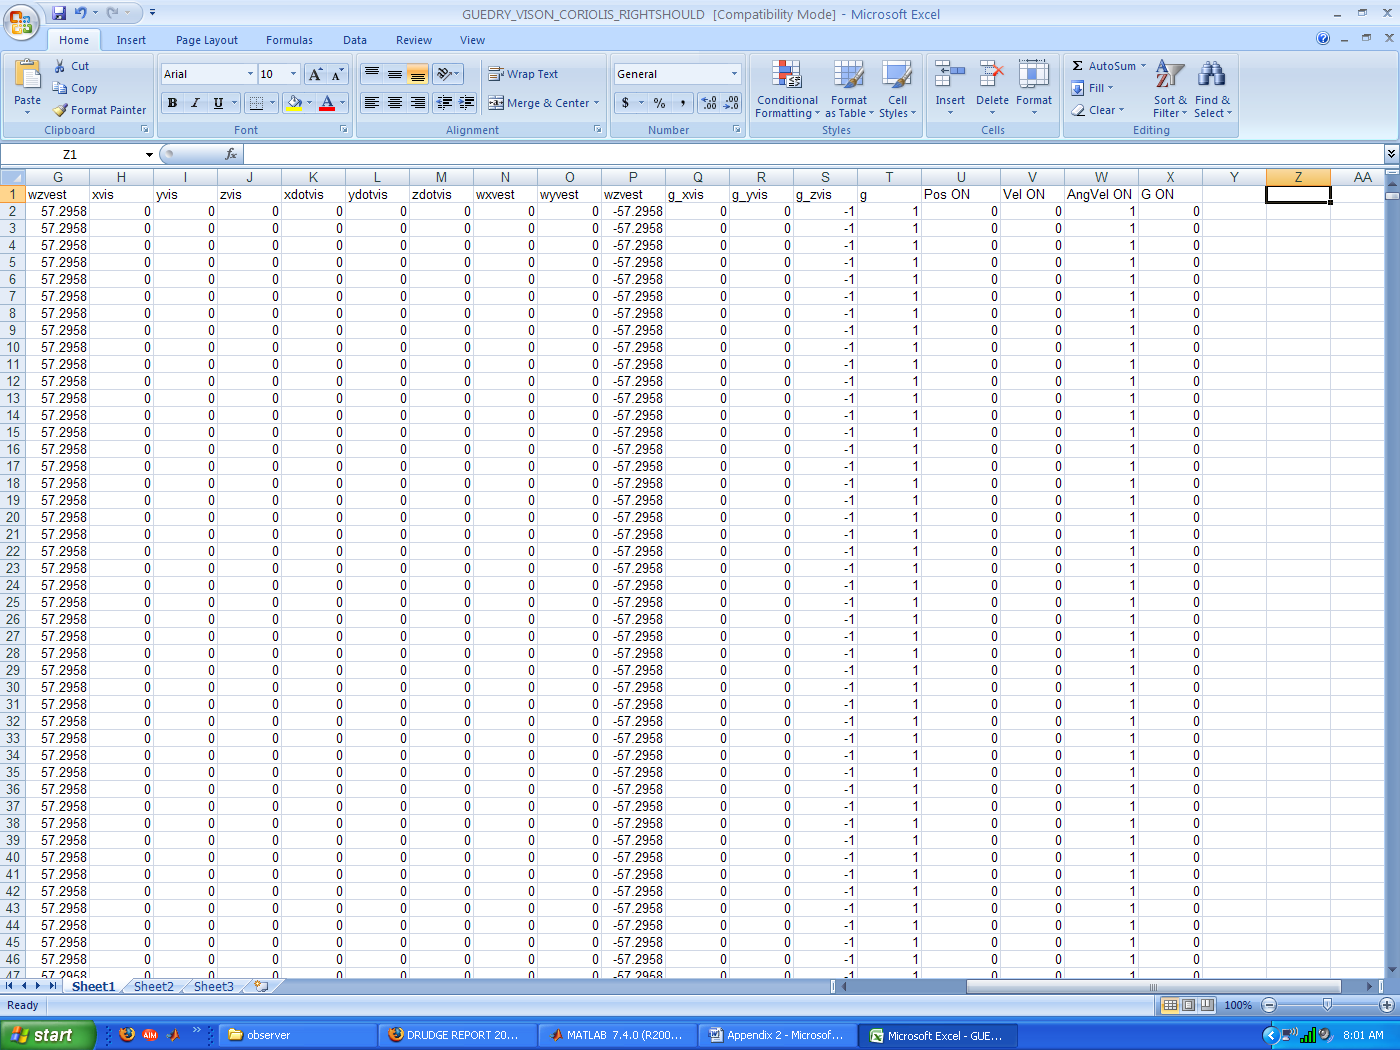 GUEDRY_VISON_CORIOLIS_RIGHTSHOULD [Compatibility Mode] - Microsoft Excel
Home Insert Page Layout Formulas Data Review View
Paste Cut Copy Format Painter Clipboard
Arial 10 A A B I U A Font
Wrap Text Merge & Center Alignment
General $ % , .00 .0 Number
Conditional Formatting Format as Table Cell Styles Styles
Insert Delete Format Cells
Σ AutoSum Fill Clear Sort & Filter Find & Select Editing
Z1 fx
G H I J K L M N O P Q R S T U V W X Y Z AA
1 wzvest xvis yvis zvis xdotvis ydotvis zdotvis wxvest wyvest wzvest g_xvis g_yvis g_zvis g Pos ON Vel ON AngVel ON G ON
2 57.2958 0 0 0 0 0 0 0 0 -57.2958 0 0 -1 1 0 0 1 0
3 57.2958 0 0 0 0 0 0 0 0 -57.2958 0 0 -1 1 0 0 1 0
4 57.2958 0 0 0 0 0 0 0 0 -57.2958 0 0 -1 1 0 0 1 0
5 57.2958 0 0 0 0 0 0 0 0 -57.2958 0 0 -1 1 0 0 1 0
6 57.2958 0 0 0 0 0 0 0 0 -57.2958 0 0 -1 1 0 0 1 0
7 57.2958 0 0 0 0 0 0 0 0 -57.2958 0 0 -1 1 0 0 1 0
8 57.2958 0 0 0 0 0 0 0 0 -57.2958 0 0 -1 1 0 0 1 0
9 57.2958 0 0 0 0 0 0 0 0 -57.2958 0 0 -1 1 0 0 1 0
10 57.2958 0 0 0 0 0 0 0 0 -57.2958 0 0 -1 1 0 0 1 0
11 57.2958 0 0 0 0 0 0 0 0 -57.2958 0 0 -1 1 0 0 1 0
12 57.2958 0 0 0 0 0 0 0 0 -57.2958 0 0 -1 1 0 0 1 0
13 57.2958 0 0 0 0 0 0 0 0 -57.2958 0 0 -1 1 0 0 1 0
14 57.2958 0 0 0 0 0 0 0 0 -57.2958 0 0 -1 1 0 0 1 0
15 57.2958 0 0 0 0 0 0 0 0 -57.2958 0 0 -1 1 0 0 1 0
16 57.2958 0 0 0 0 0 0 0 0 -57.2958 0 0 -1 1 0 0 1 0
17 57.2958 0 0 0 0 0 0 0 0 -57.2958 0 0 -1 1 0 0 1 0
18 57.2958 0 0 0 0 0 0 0 0 -57.2958 0 0 -1 1 0 0 1 0
19 57.2958 0 0 0 0 0 0 0 0 -57.2958 0 0 -1 1 0 0 1 0
20 57.2958 0 0 0 0 0 0 0 0 -57.2958 0 0 -1 1 0 0 1 0
21 57.2958 0 0 0 0 0 0 0 0 -57.2958 0 0 -1 1 0 0 1 0
22 57.2958 0 0 0 0 0 0 0 0 -57.2958 0 0 -1 1 0 0 1 0
23 57.2958 0 0 0 0 0 0 0 0 -57.2958 0 0 -1 1 0 0 1 0
24 57.2958 0 0 0 0 0 0 0 0 -57.2958 0 0 -1 1 0 0 1 0
25 57.2958 0 0 0 0 0 0 0 0 -57.2958 0 0 -1 1 0 0 1 0
26 57.2958 0 0 0 0 0 0 0 0 -57.2958 0 0 -1 1 0 0 1 0
27 57.2958 0 0 0 0 0 0 0 0 -57.2958 0 0 -1 1 0 0 1 0
28 57.2958 0 0 0 0 0 0 0 0 -57.2958 0 0 -1 1 0 0 1 0
29 57.2958 0 0 0 0 0 0 0 0 -57.2958 0 0 -1 1 0 0 1 0
30 57.2958 0 0 0 0 0 0 0 0 -57.2958 0 0 -1 1 0 0 1 0
31 57.2958 0 0 0 0 0 0 0 0 -57.2958 0 0 -1 1 0 0 1 0
32 57.2958 0 0 0 0 0 0 0 0 -57.2958 0 0 -1 1 0 0 1 0
33 57.2958 0 0 0 0 0 0 0 0 -57.2958 0 0 -1 1 0 0 1 0
34 57.2958 0 0 0 0 0 0 0 0 -57.2958 0 0 -1 1 0 0 1 0
35 57.2958 0 0 0 0 0 0 0 0 -57.2958 0 0 -1 1 0 0 1 0
36 57.2958 0 0 0 0 0 0 0 0 -57.2958 0 0 -1 1 0 0 1 0
37 57.2958 0 0 0 0 0 0 0 0 -57.2958 0 0 -1 1 0 0 1 0
38 57.2958 0 0 0 0 0 0 0 0 -57.2958 0 0 -1 1 0 0 1 0
39 57.2958 0 0 0 0 0 0 0 0 -57.2958 0 0 -1 1 0 0 1 0
40 57.2958 0 0 0 0 0 0 0 0 -57.2958 0 0 -1 1 0 0 1 0
41 57.2958 0 0 0 0 0 0 0 0 -57.2958 0 0 -1 1 0 0 1 0
42 57.2958 0 0 0 0 0 0 0 0 -57.2958 0 0 -1 1 0 0 1 0
43 57.2958 0 0 0 0 0 0 0 0 -57.2958 0 0 -1 1 0 0 1 0
44 57.2958 0 0 0 0 0 0 0 0 -57.2958 0 0 -1 1 0 0 1 0
45 57.2958 0 0 0 0 0 0 0 0 -57.2958 0 0 -1 1 0 0 1 0
46 57.2958 0 0 0 0 0 0 0 0 -57.2958 0 0 -1 1 0 0 1 0
47 57.2958 0 0 0 0 0 0 0 0 -57.2958 0 0 -1 1 0 0 1 0
Sheet1 Sheet2 Sheet3
Ready 100%
start AIM observer DRUDGE REPORT 20... MATLAB 7.4.0 (R200... Appendix 2 - Microsof... Microsoft Excel - GUE... 8:01 AM